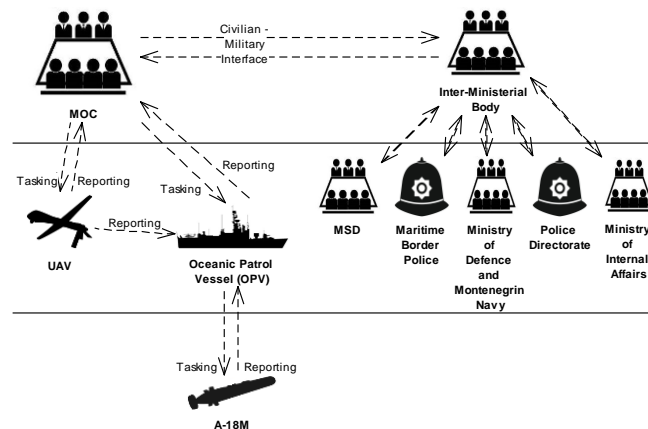 Civilian -
Military
Interface
MOC
Inter-Ministerial
Body
Tasking
Reporting
Reporting
Tasking
Reporting
UAV
Oceanic Patrol
Vessel (OPV)
MSD
Maritime
Border
Police
Ministry
of
Defence
and
Montenegrin
Navy
Police
Directorate
Ministry
of
Internal
Affairs
Tasking
Reporting
A-18M